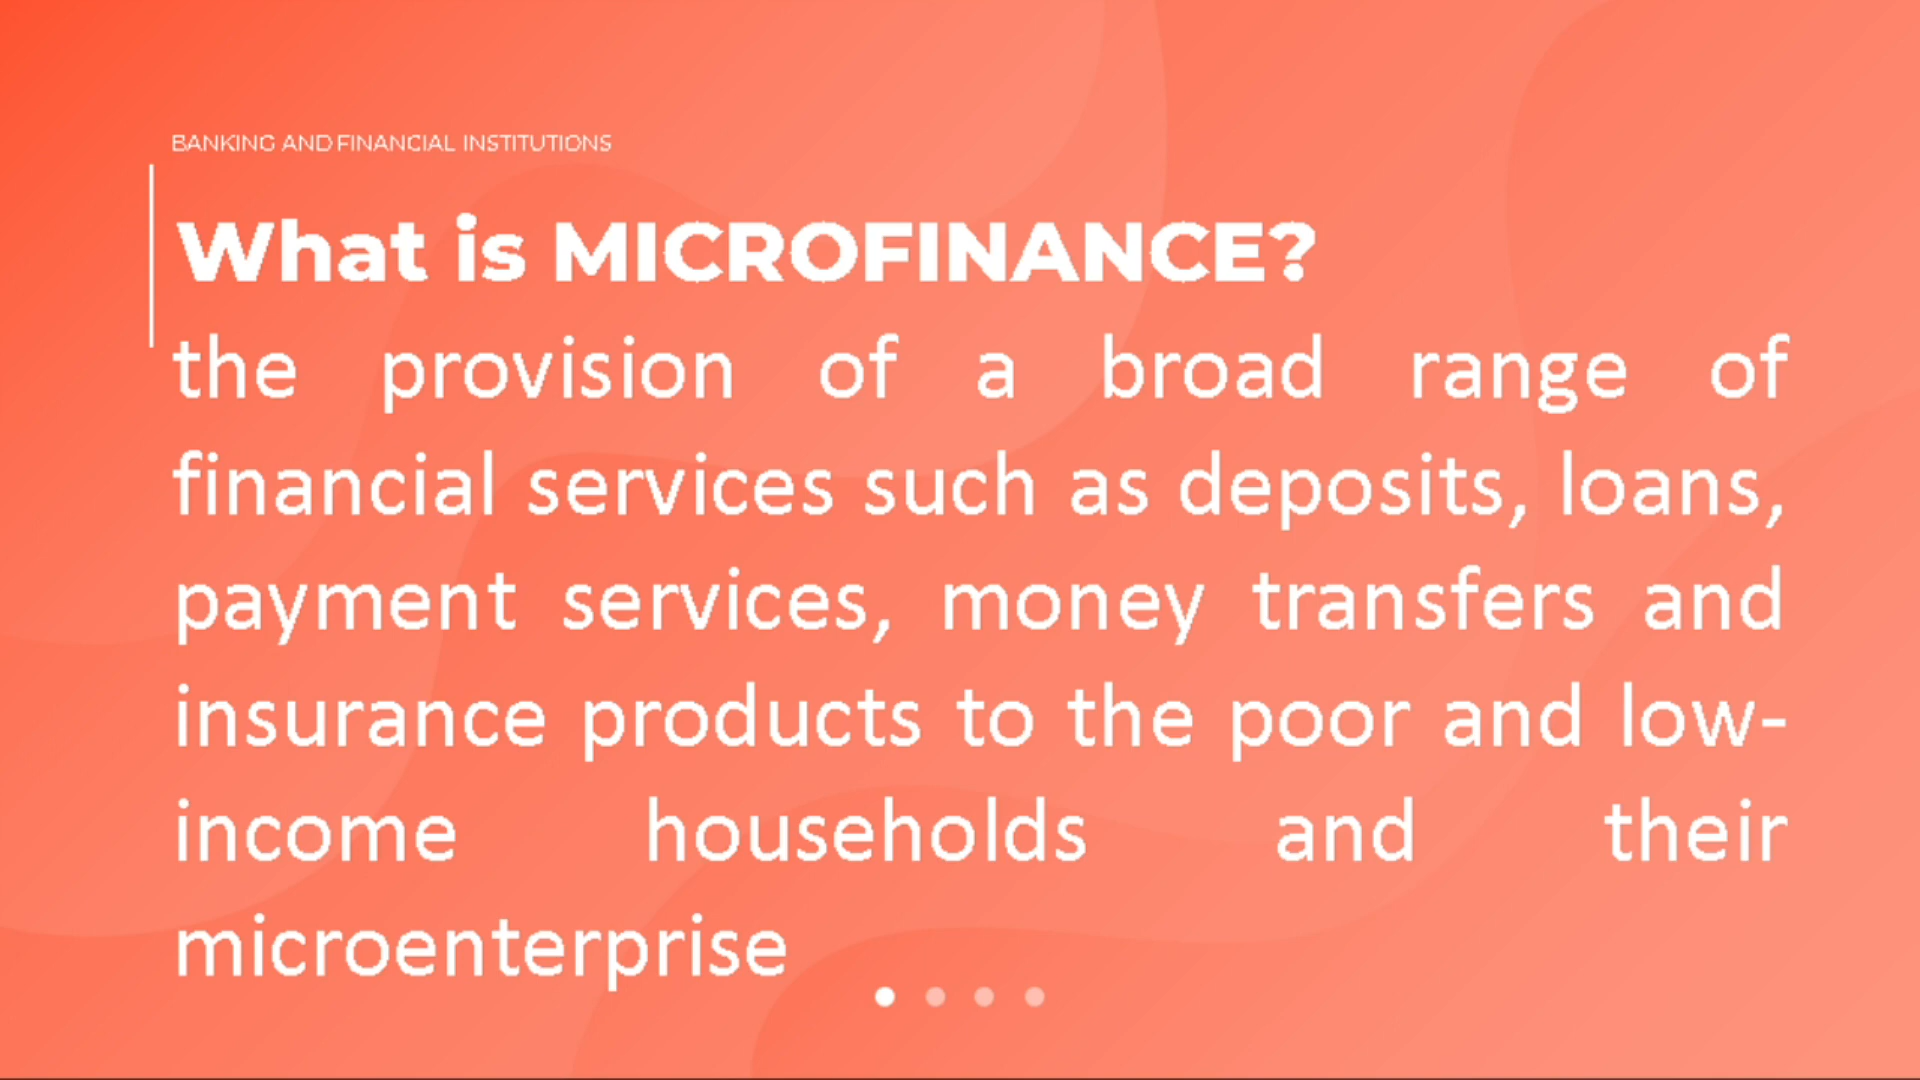 BANKING AND FINANCIAL INSTITUTIONS
What is MICROFINANCE?
the provision of a broad range of
financial services such as deposits, loans,
payment services, money transfers and
insurance products to the poor and low-
income households and their
microenterprise